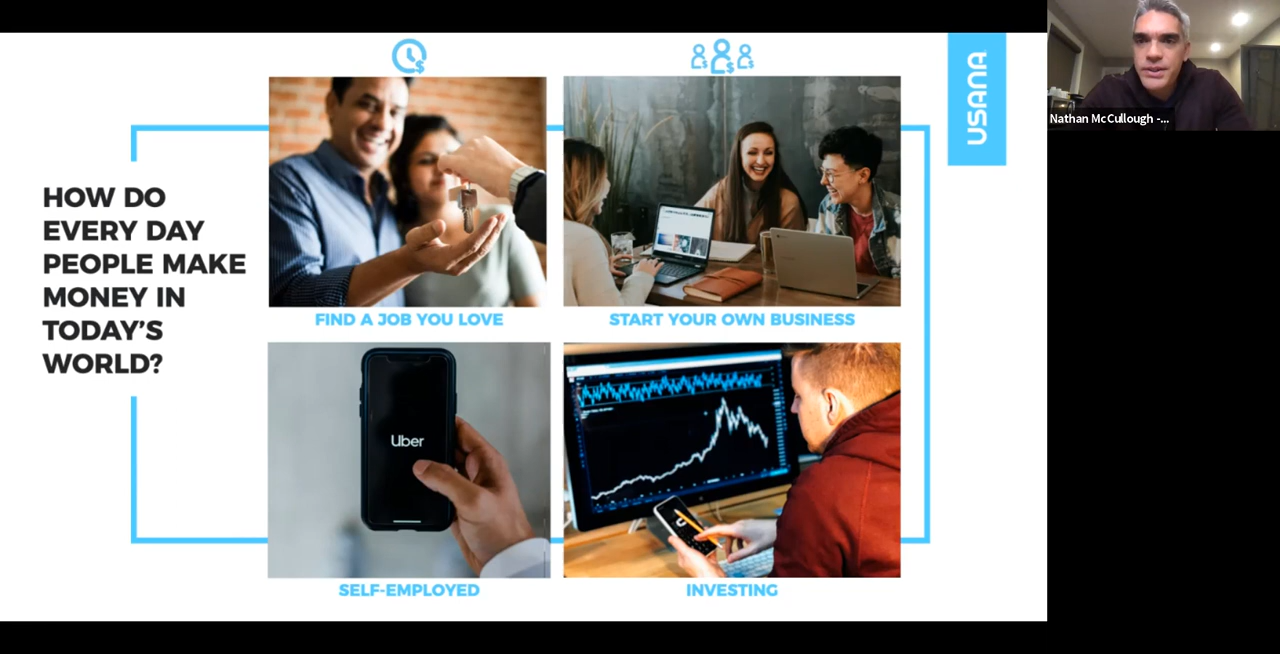 HOW DO
EVERY DAY
PEOPLE MAKE
MONEY IN
TODAY'S
WORLD?
FIND A JOB YOU LOVE
START YOUR OWN BUSINESS
Uber
SELF-EMPLOYED
INVESTING
USANA
Nathan McCullough -...